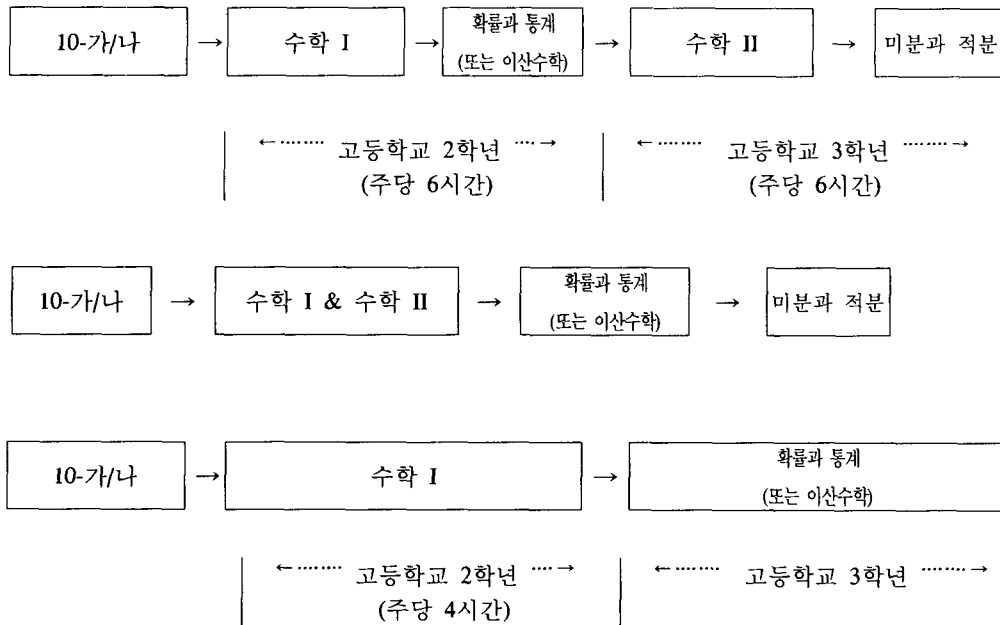 10-가/나 → 수학 I → 확률과 통계 (또는 이산수학) → 수학 II → 미분과 적분
←······· 고등학교 2학년 ····→ ←······· 고등학교 3학년 ·······→
(주당 6시간) (주당 6시간)
10-가/나 → 수학 I & 수학 II → 확률과 통계 (또는 이산수학) → 미분과 적분
10-가/나 → 수학 I → 확률과 통계 (또는 이산수학)
←······· 고등학교 2학년 ····→ ←······· 고등학교 3학년 ·······→
(주당 4시간)